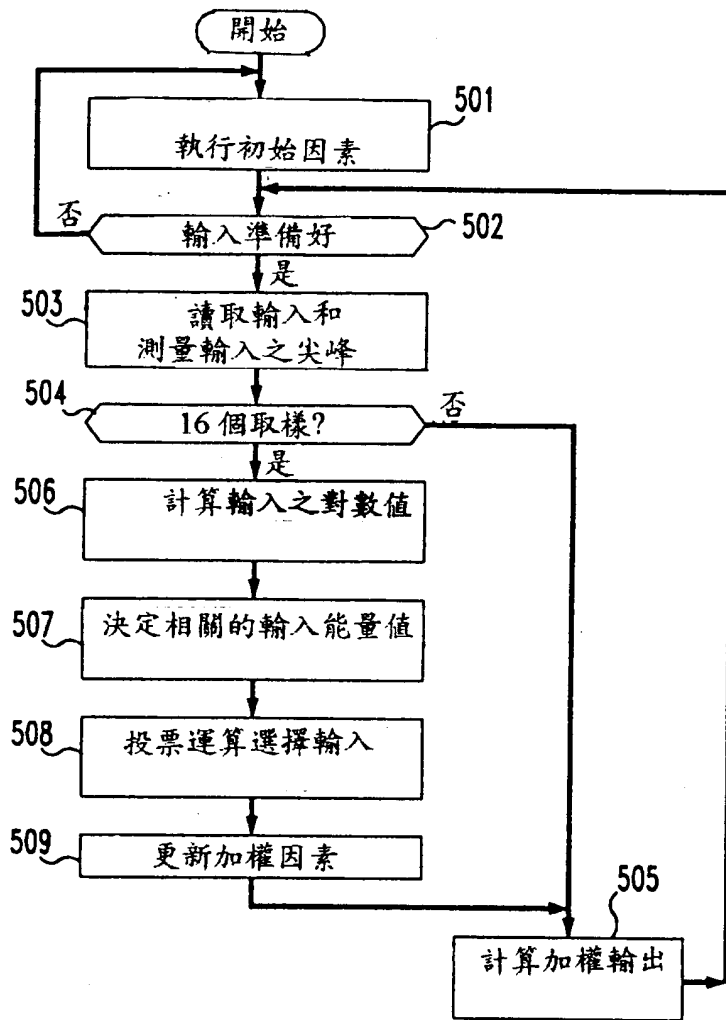 開始
501
執行初始因素
否
輸入準備好
502
是
503
讀取輸入和
測量輸入之尖峰
504
16個取樣?
否
是
506
計算輸入之對數值
507
決定相關的輸入能量值
508
投票運算選擇輸入
509
更新加權因素
505
計算加權輸出